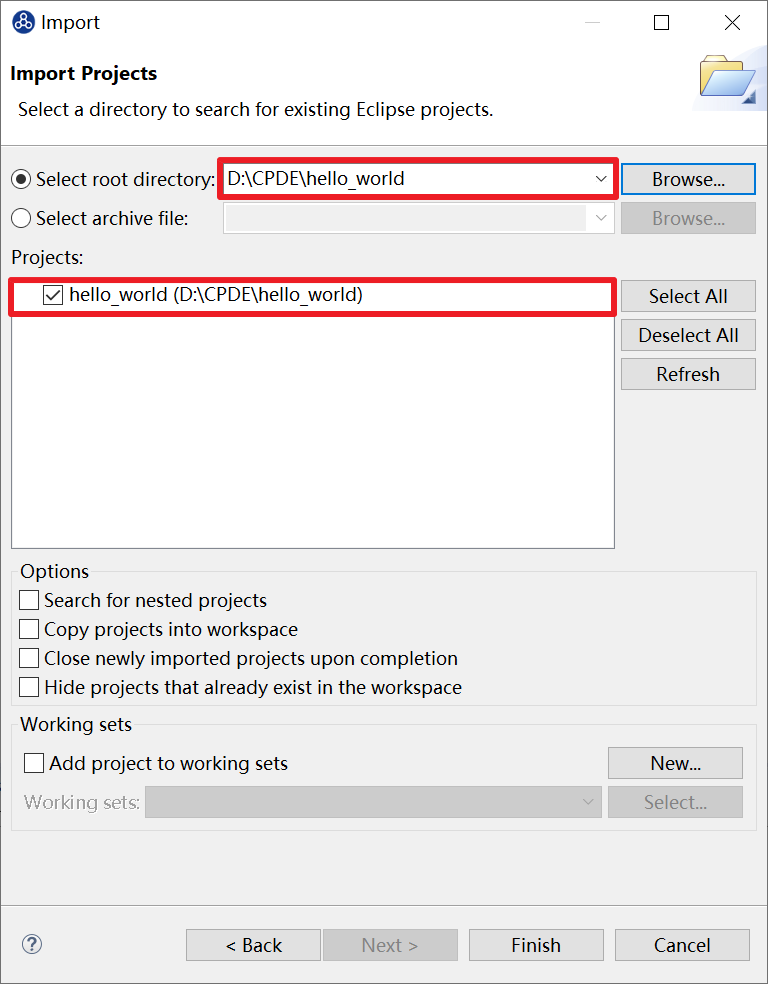 Import
Import Projects
Select a directory to search for existing Eclipse projects.
Select root directory: D:\CPDE\hello_world Browse...
Select archive file: Browse...
Projects:
hello_world (D:\CPDE\hello_world)
Select All
Deselect All
Refresh
Options
Search for nested projects
Copy projects into workspace
Close newly imported projects upon completion
Hide projects that already exist in the workspace
Working sets
Add project to working sets New...
Working sets: Select...
? < Back Next > Finish Cancel